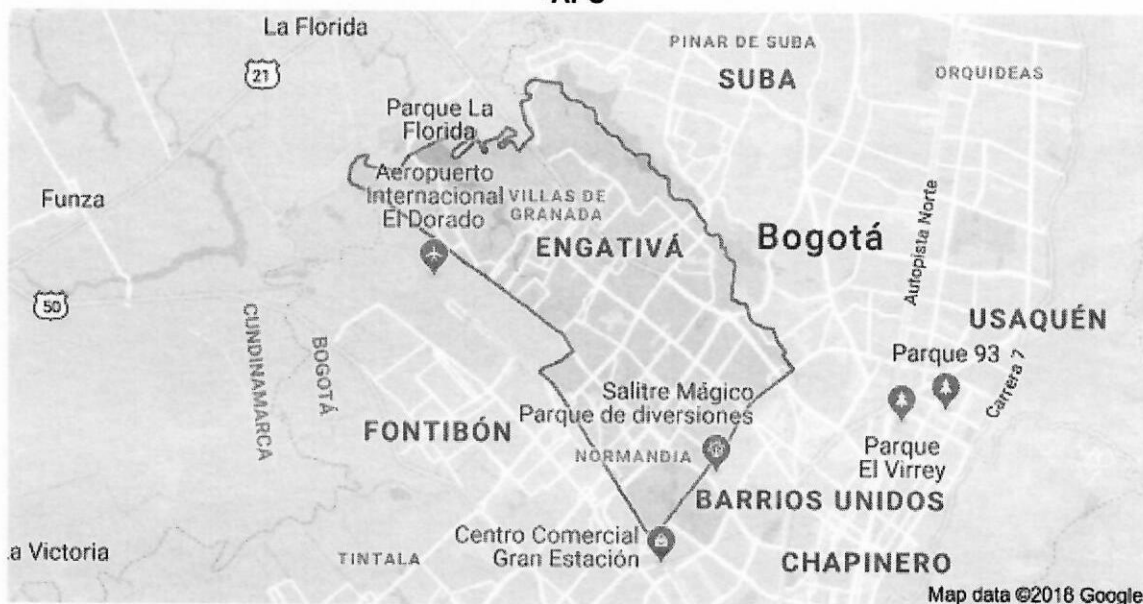 La Florida
PINAR DE SUBA
SUBA
ORQUIDEAS
21
Parque La
Florida
Aeropuerto
Internacional
El Dorado
VILLAS DE
GRANADA
Funza
ENGATIVÁ
Bogotá
Autopista Norte
50
USAQUÉN
CUNDINAMARCA
BOGOTÁ
Parque 93
Carrera 7
Salitre Mágico
Parque de diversiones
FONTIBÓN
NORMANDIA
Parque
El Virrey
BARRIOS UNIDOS
Centro Comercial
Gran Estación
a Victoria
TINTALA
CHAPINERO
Map data ©2018 Google